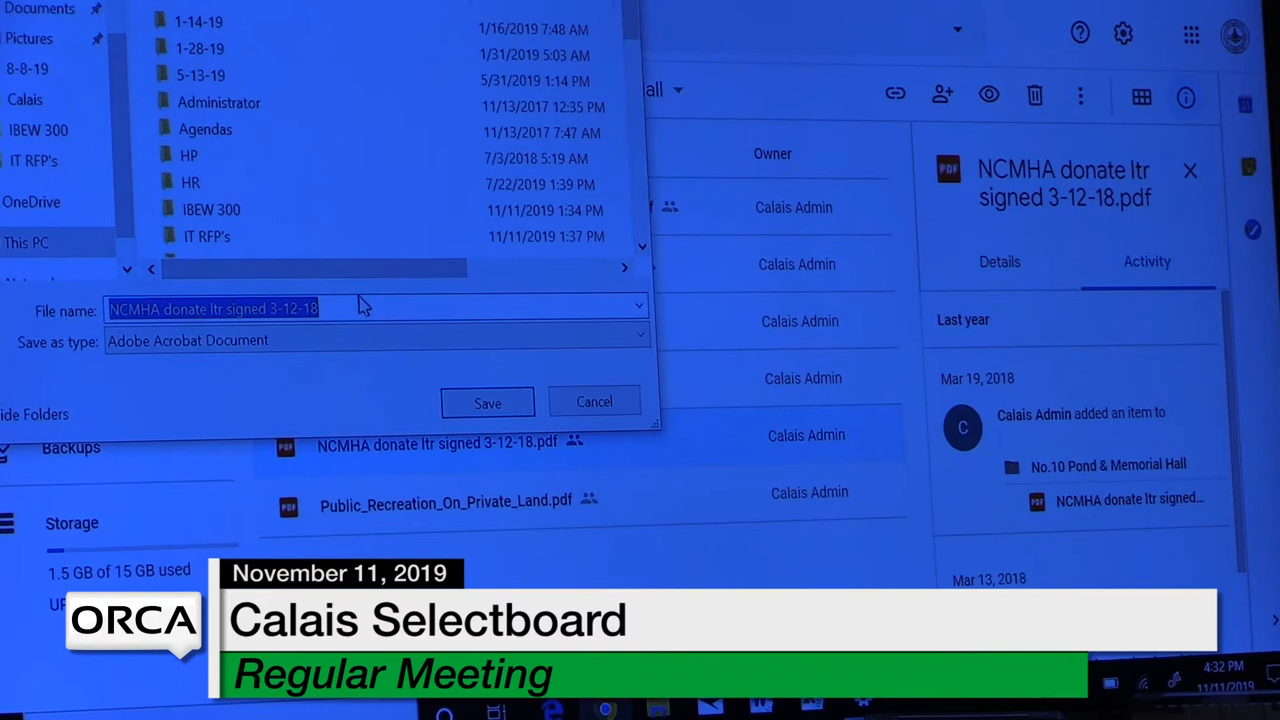 Documents
Pictures
8-8-19
Calais
IBEW 300
IT RFP's
OneDrive
This PC
1-14-19 1/16/2019 7:48 AM
1-28-19 1/31/2019 5:03 AM
5-13-19 5/31/2019 1:14 PM
Administrator 11/13/2017 12:35 PM
Agendas 11/13/2017 7:47 AM
HP 7/3/2018 5:19 AM
HR 7/22/2019 1:39 PM
IBEW 300 11/11/2019 1:34 PM
IT RFP's 11/11/2019 1:37 PM
File name: NCMHA donate ltr signed 3-12-18
Save as type: Adobe Acrobat Document
ide Folders
Save Cancel
all
Owner
Calais Admin
Calais Admin
Calais Admin
Calais Admin
NCMHA donate ltr signed 3-12-18.pdf Calais Admin
Public_Recreation_On_Private_Land.pdf Calais Admin
Backups
Storage
1.5 GB of 15 GB used
UP
NCMHA donate ltr
signed 3-12-18.pdf
Details Activity
Last year
Mar 19, 2018
C
Calais Admin added an item to
No.10 Pond & Memorial Hall
NCMHA donate ltr signed...
Mar 13, 2018
November 11, 2019
ORCA
Calais Selectboard
Regular Meeting
4:32 PM
11/11/2019